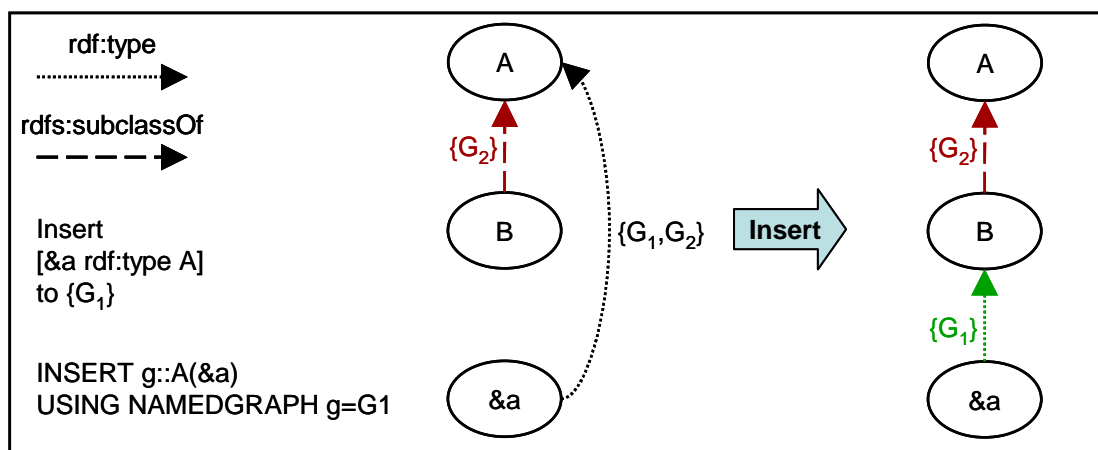 rdf:type
rdfs:subclassOf
Insert
[&a rdf:type A]
to {G1}
INSERT g::A(&a)
USING NAMEDGRAPH g=G1
A
{G2}
B
{G1,G2}
&a
Insert
A
{G2}
B
{G1}
&a